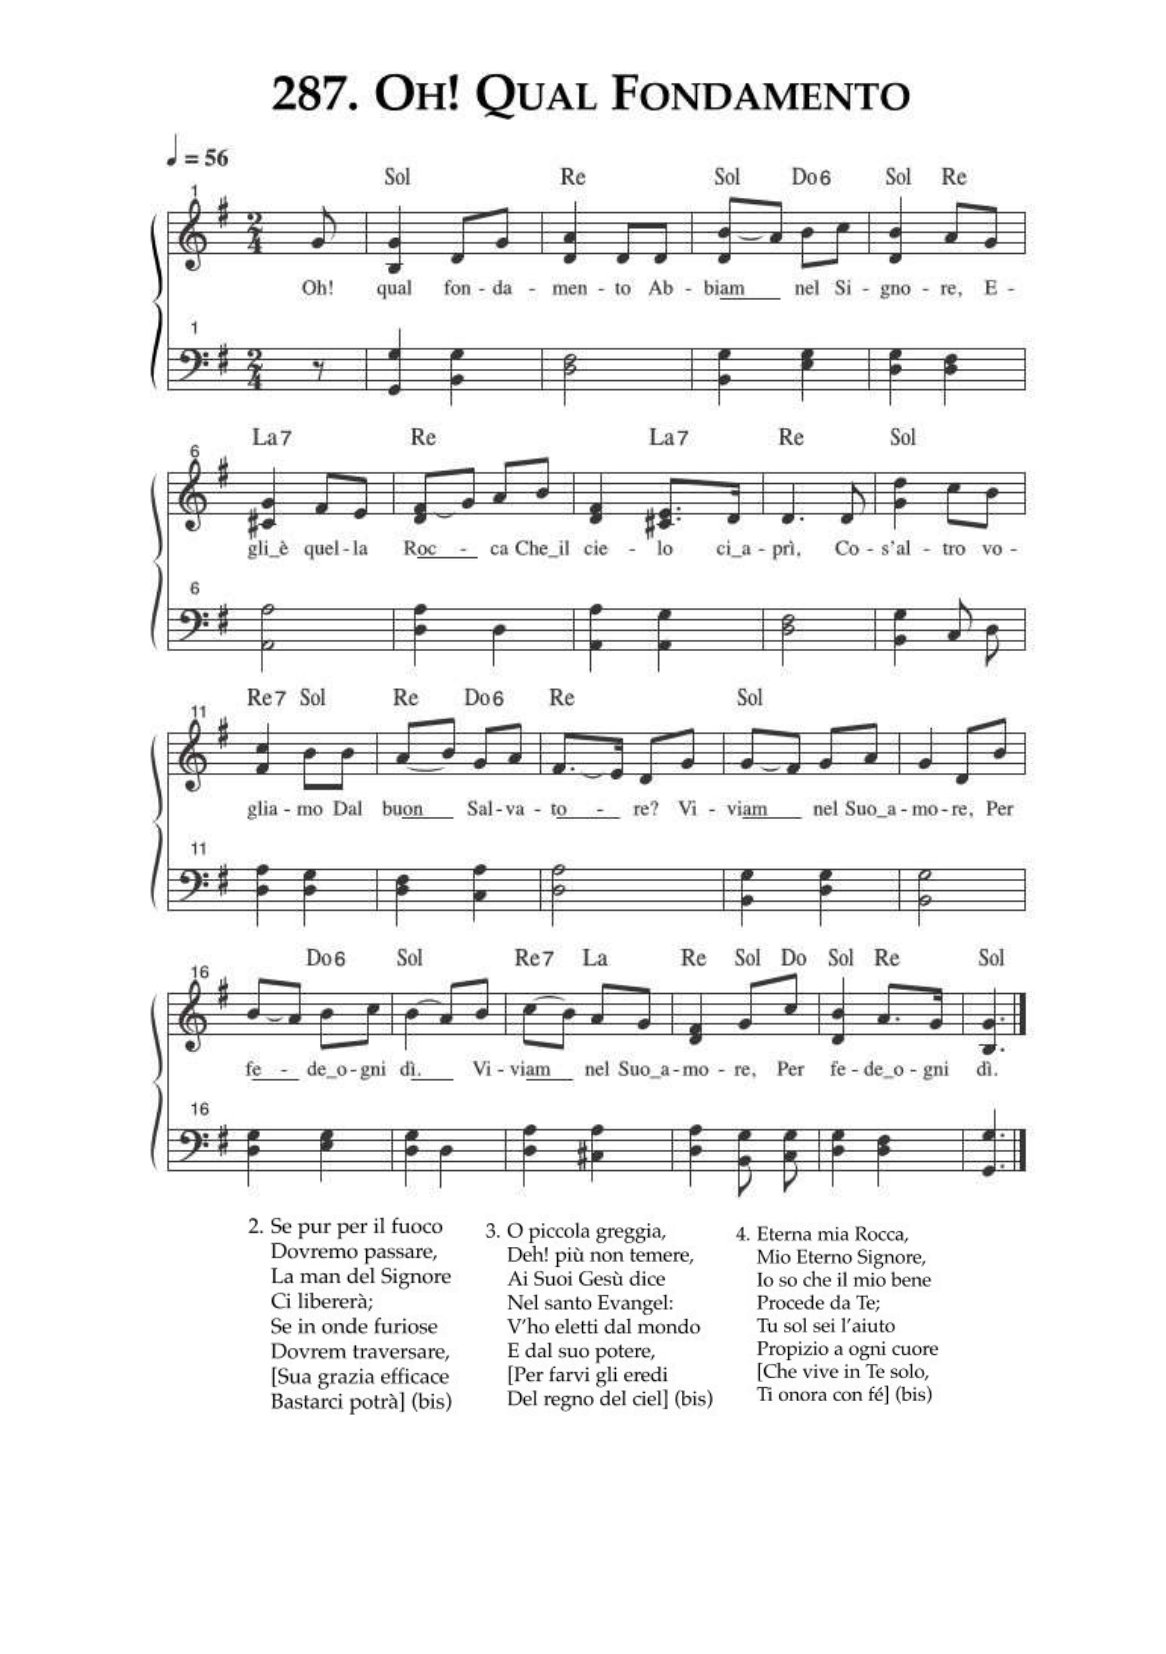 287. OH! QUAL FONDAMENTO
♩ = 56
Sol Re Sol Do6 Sol Re
1
2 4
Oh! qual fon - da - men - to Ab - biam nel Si - gno - re, E -
1
2 4
La7 Re La7 Re Sol
6
gli_è quel - la Roc - ca Che_il cie - lo ci_a - prì, Co - s'al - tro vo -
6
Re7 Sol Re Do6 Re Sol
11
glia - mo Dal buon Sal - va - to - re? Vi - viam nel Suo_a - mo - re, Per
11
Do6 Sol Re7 La Re Sol Do Sol Re Sol
16
fe - de_o - gni dì. Vi - viam nel Suo_a - mo - re, Per fe - de_o - gni dì.
16
2. Se pur per il fuoco
Dovremo passare,
La man del Signore
Ci libererà;
Se in onde furiose
Dovrem traversare,
[Sua grazia efficace
Bastarci potrà] (bis)
3. O piccola greggia,
Deh! più non temere,
Ai Suoi Gesù dice
Nel santo Evangel:
V'ho eletti dal mondo
E dal suo potere,
[Per farvi gli eredi
Del regno del ciel] (bis)
4. Eterna mia Rocca,
Mio Eterno Signore,
Io so che il mio bene
Procede da Te;
Tu sol sei l'aiuto
Propizio a ogni cuore
[Che vive in Te solo,
Ti onora con fé] (bis)